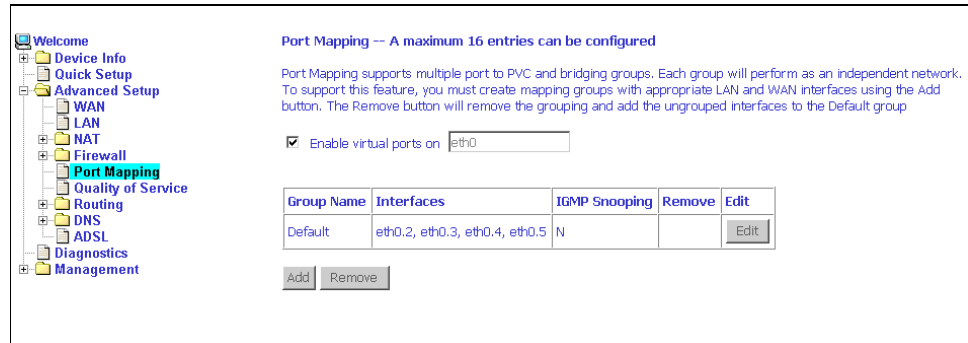 Welcome
Device Info
Quick Setup
Advanced Setup
WAN
LAN
NAT
Firewall
Port Mapping
Quality of Service
Routing
DNS
ADSL
Diagnostics
Management
Port Mapping -- A maximum 16 entries can be configured
Port Mapping supports multiple port to PVC and bridging groups. Each group will perform as an independent network.
To support this feature, you must create mapping groups with appropriate LAN and WAN interfaces using the Add
button. The Remove button will remove the grouping and add the ungrouped interfaces to the Default group
Enable virtual ports on eth0
Group Name Interfaces IGMP Snooping Remove Edit
Default eth0.2, eth0.3, eth0.4, eth0.5 N Edit
Add Remove